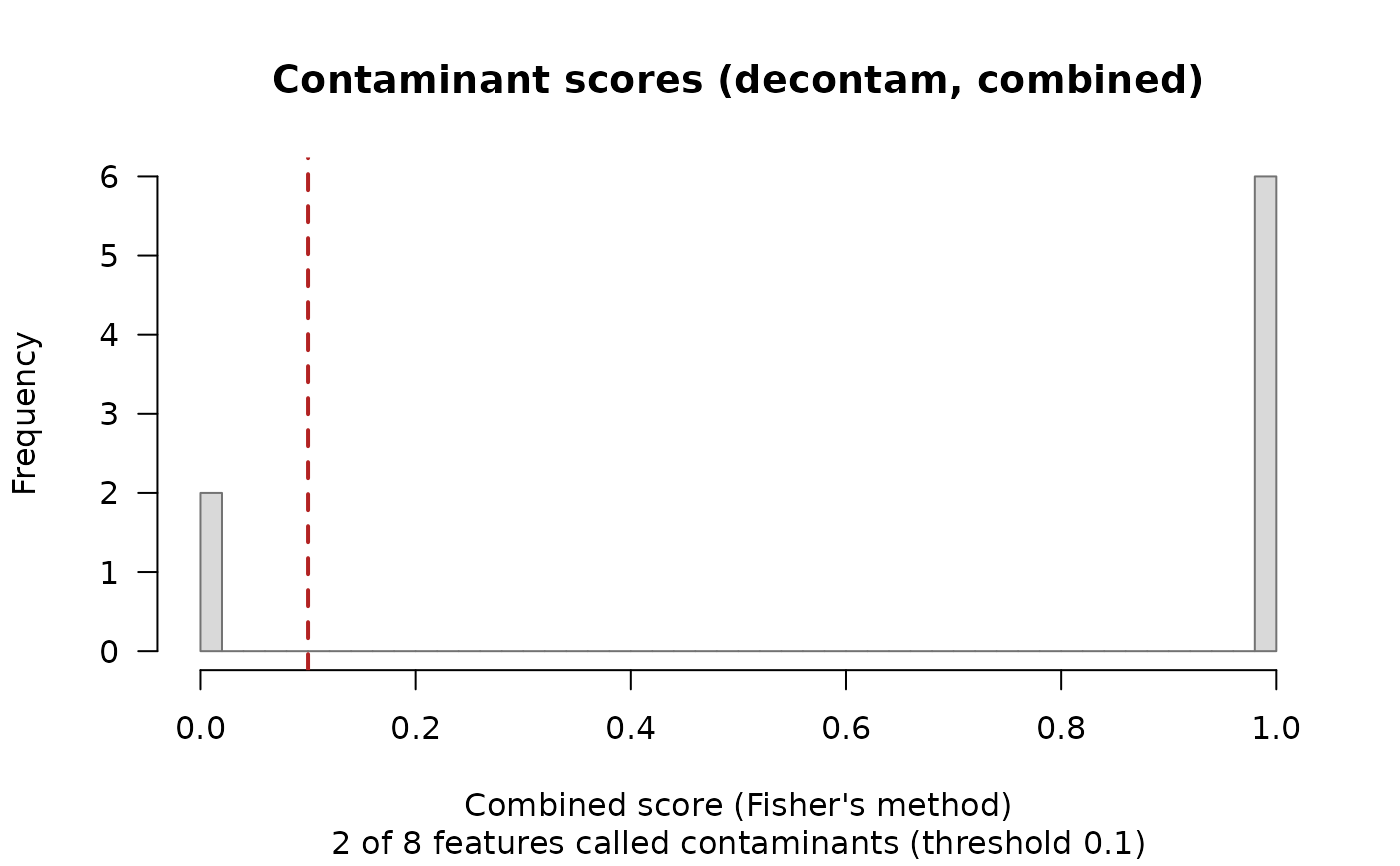 Contaminant scores (decontam, combined)
Frequency
6
5
4
3
2
1
0
0.0 0.2 0.4 0.6 0.8 1.0
Combined score (Fisher's method)
2 of 8 features called contaminants (threshold 0.1)